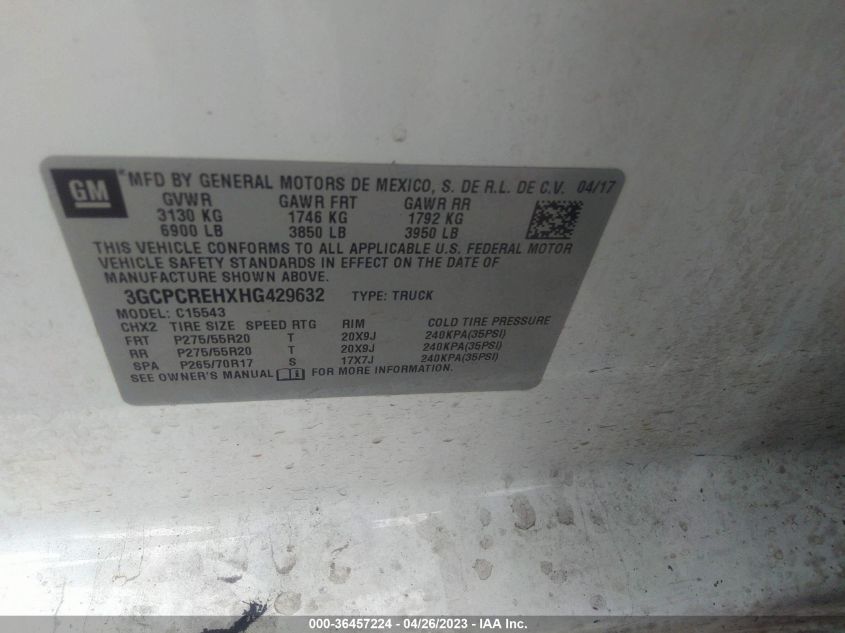 GM
MFD BY GENERAL MOTORS DE MEXICO, S. DE R.L. DE C.V. 04/17
GVWR GAWR FRT GAWR RR
3130 KG 1746 KG 1792 KG
6900 LB 3850 LB 3950 LB
THIS VEHICLE CONFORMS TO ALL APPLICABLE U.S. FEDERAL MOTOR
VEHICLE SAFETY STANDARDS IN EFFECT ON THE DATE OF
MANUFACTURE SHOWN ABOVE.
3GCPCREHXHG429632 TYPE: TRUCK
MODEL: C15543
CHX2 TIRE SIZE SPEED RTG RIM COLD TIRE PRESSURE
FRT P275/55R20 T 20X9J 240KPA(35PSI)
RR P275/55R20 T 20X9J 240KPA(35PSI)
SPA P265/70R17 S 17X7J 240KPA(35PSI)
SEE OWNER'S MANUAL FOR MORE INFORMATION.
000-36457224 - 04/26/2023 - IAA Inc.